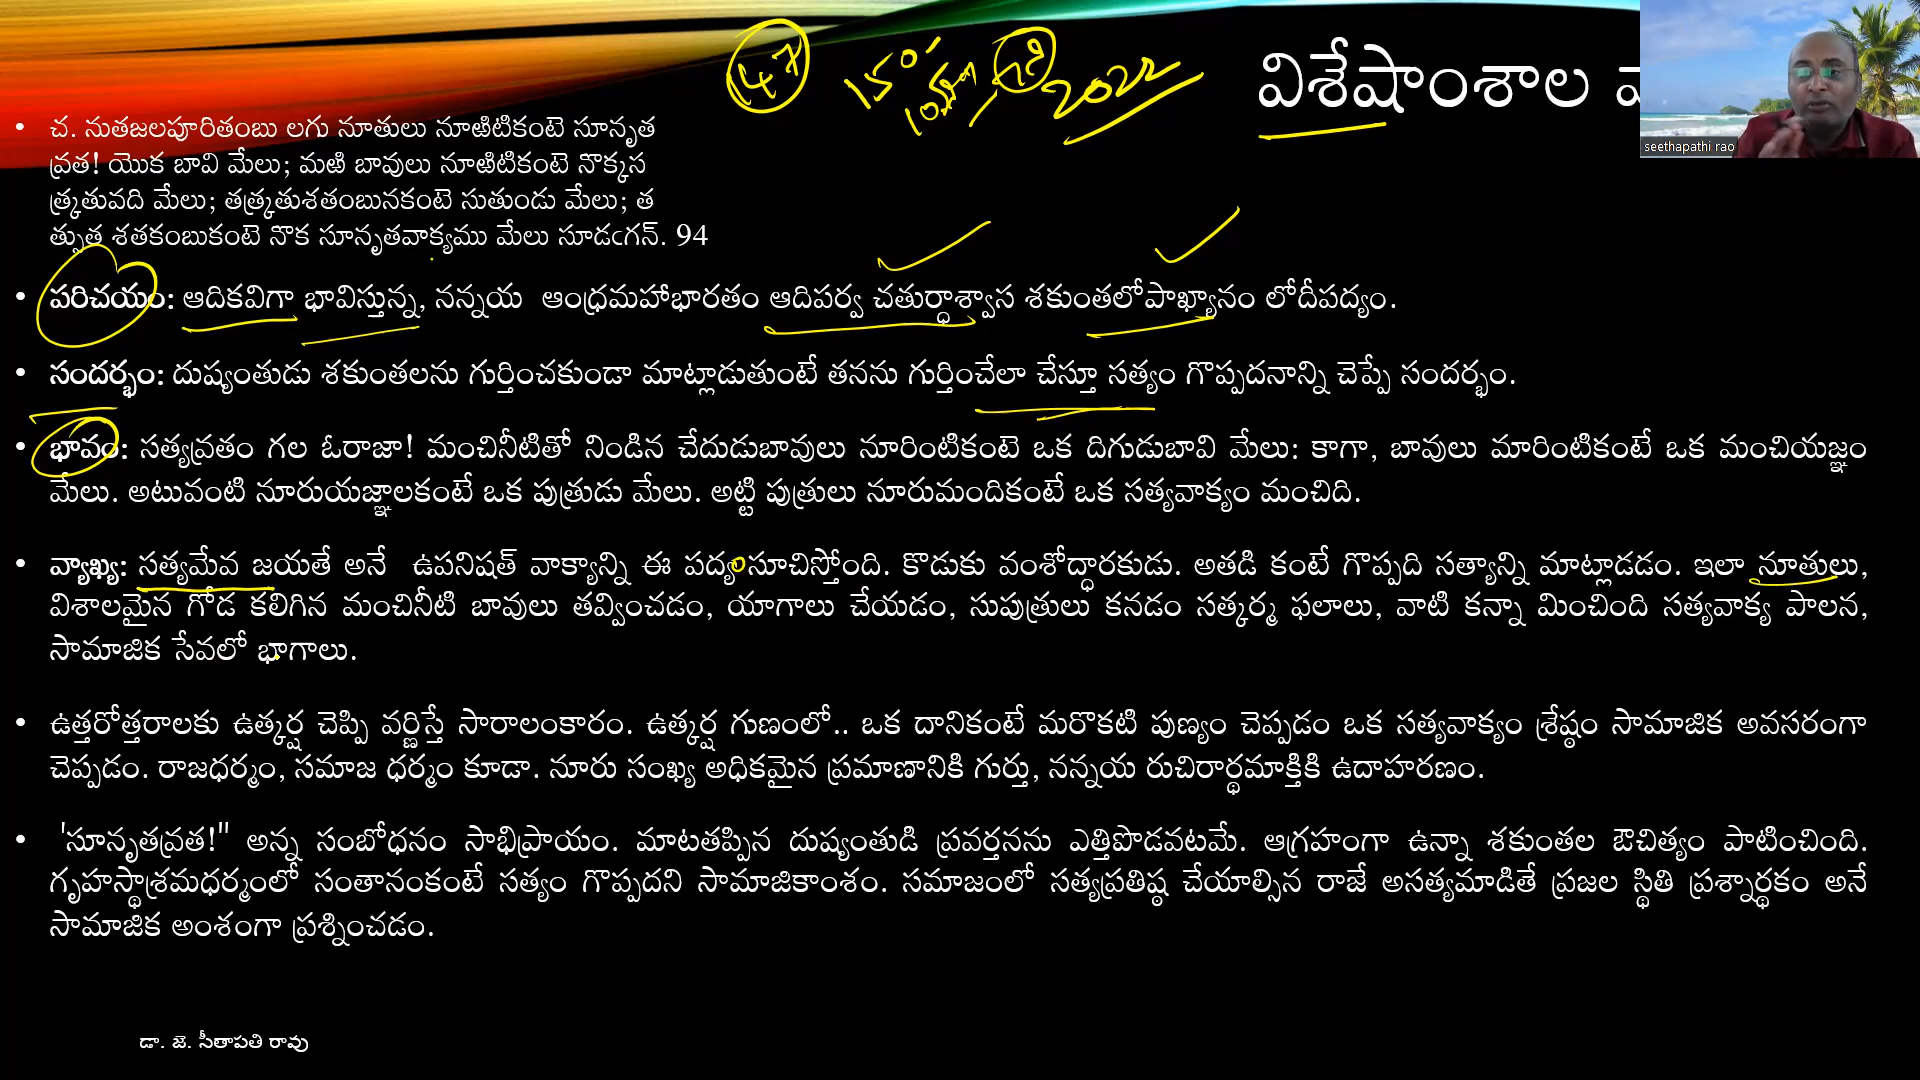 విశేషాంశాల
47
150
2022
seethapathi rao
• చ. నుతజలపూరితంబు లగు నూతులు నూఱిటికంటె సూనృత
వ్రత! యొక బావి మేలు; మఱి బావులు నూఱిటికంటె నొక్కస
త్క్రతువది మేలు; తత్క్రతుశతంబునకంటె సుతుండు మేలు; త
త్సుత శతకంబుకంటె నొక సూనృతవాక్యము మేలు సూడఁగన్. 94
• పరిచయం: ఆదికవిగా భావిస్తున్న, నన్నయ ఆంధ్రమహాభారతం ఆదిపర్వ చతుర్థాశ్వాస శకుంతలోపాఖ్యానం లోదీపద్యం.
• సందర్భం: దుష్యంతుడు శకుంతలను గుర్తించకుండా మాట్లాడుతుంటే తనను గుర్తించేలా చేస్తూ సత్యం గొప్పదనాన్ని చెప్పే సందర్భం.
• భావం: సత్యవ్రతం గల ఓరాజా! మంచినీటితో నిండిన చేదుడుబావులు నూరింటికంటె ఒక దిగుడుబావి మేలు: కాగా, బావులు మారింటికంటే ఒక మంచియజ్ఞం
మేలు. అటువంటి నూరుయజ్ఞాలకంటే ఒక పుత్రుడు మేలు. అట్టి పుత్రులు నూరుమందికంటే ఒక సత్యవాక్యం మంచిది.
• వ్యాఖ్య: సత్యమేవ జయతే అనే ఉపనిషత్ వాక్యాన్ని ఈ పద్యం సూచిస్తోంది. కొడుకు వంశోద్ధారకుడు. అతడి కంటే గొప్పది సత్యాన్ని మాట్లాడడం. ఇలా నూతులు,
విశాలమైన గోడ కలిగిన మంచినీటి బావులు తవ్వించడం, యాగాలు చేయడం, సుపుత్రులు కనడం సత్కర్మ ఫలాలు, వాటి కన్నా మించింది సత్యవాక్య పాలన,
సామాజిక సేవలో భాగాలు.
• ఉత్తరోత్తరాలకు ఉత్కర్ష చెప్పి వర్ణిస్తే సారాలంకారం. ఉత్కర్ష గుణంలో.. ఒక దానికంటే మరొకటి పుణ్యం చెప్పడం ఒక సత్యవాక్యం శ్రేష్ఠం సామాజిక అవసరంగా
చెప్పడం. రాజధర్మం, సమాజ ధర్మం కూడా. నూరు సంఖ్య అధికమైన ప్రమాణానికి గుర్తు, నన్నయ రుచిరార్థమాక్తికి ఉదాహరణం.
• 'సూనృతవ్రత!" అన్న సంబోధనం సాభిప్రాయం. మాటతప్పిన దుష్యంతుడి ప్రవర్తనను ఎత్తిపొడవటమే. ఆగ్రహంగా ఉన్నా శకుంతల ఔచిత్యం పాటించింది.
గృహస్థాశ్రమధర్మంలో సంతానంకంటే సత్యం గొప్పదని సామాజికాంశం. సమాజంలో సత్యప్రతిష్ఠ చేయాల్సిన రాజే అసత్యమాడితే ప్రజల స్థితి ప్రశ్నార్థకం అనే
సామాజిక అంశంగా ప్రశ్నించడం.
డా. జె. సీతాపతి రావు